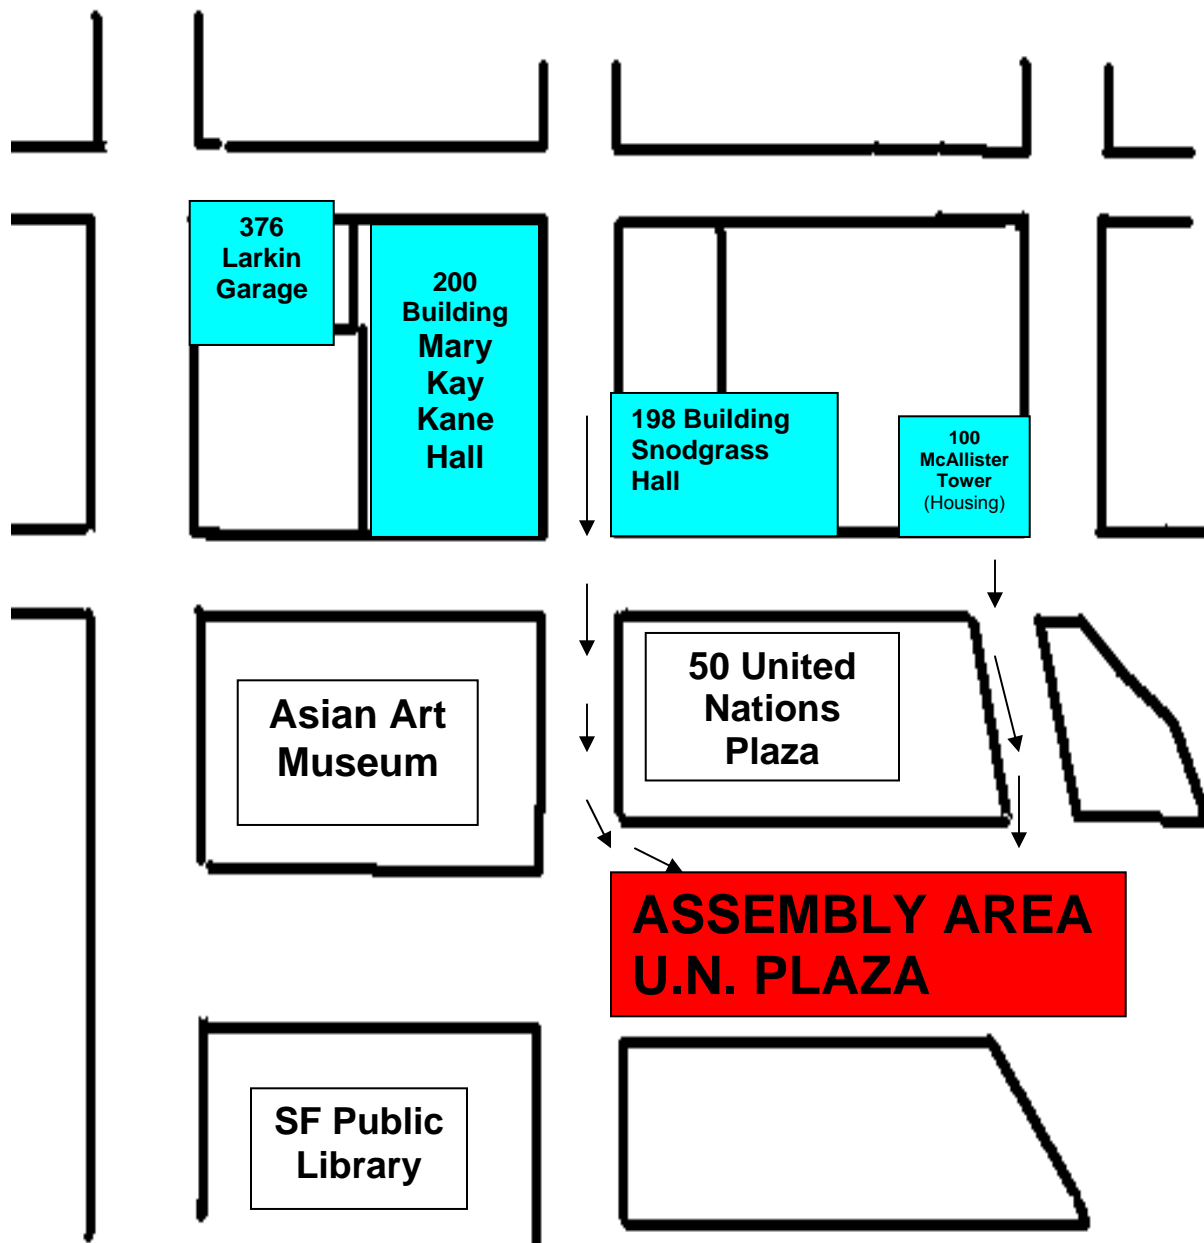 376
Larkin
Garage
200
Building
Mary
Kay
Kane
Hall
198 Building
Snodgrass
Hall
100
McAllister
Tower
(Housing)
Asian Art
Museum
50 United
Nations
Plaza
ASSEMBLY AREA
U.N. PLAZA
SF Public
Library